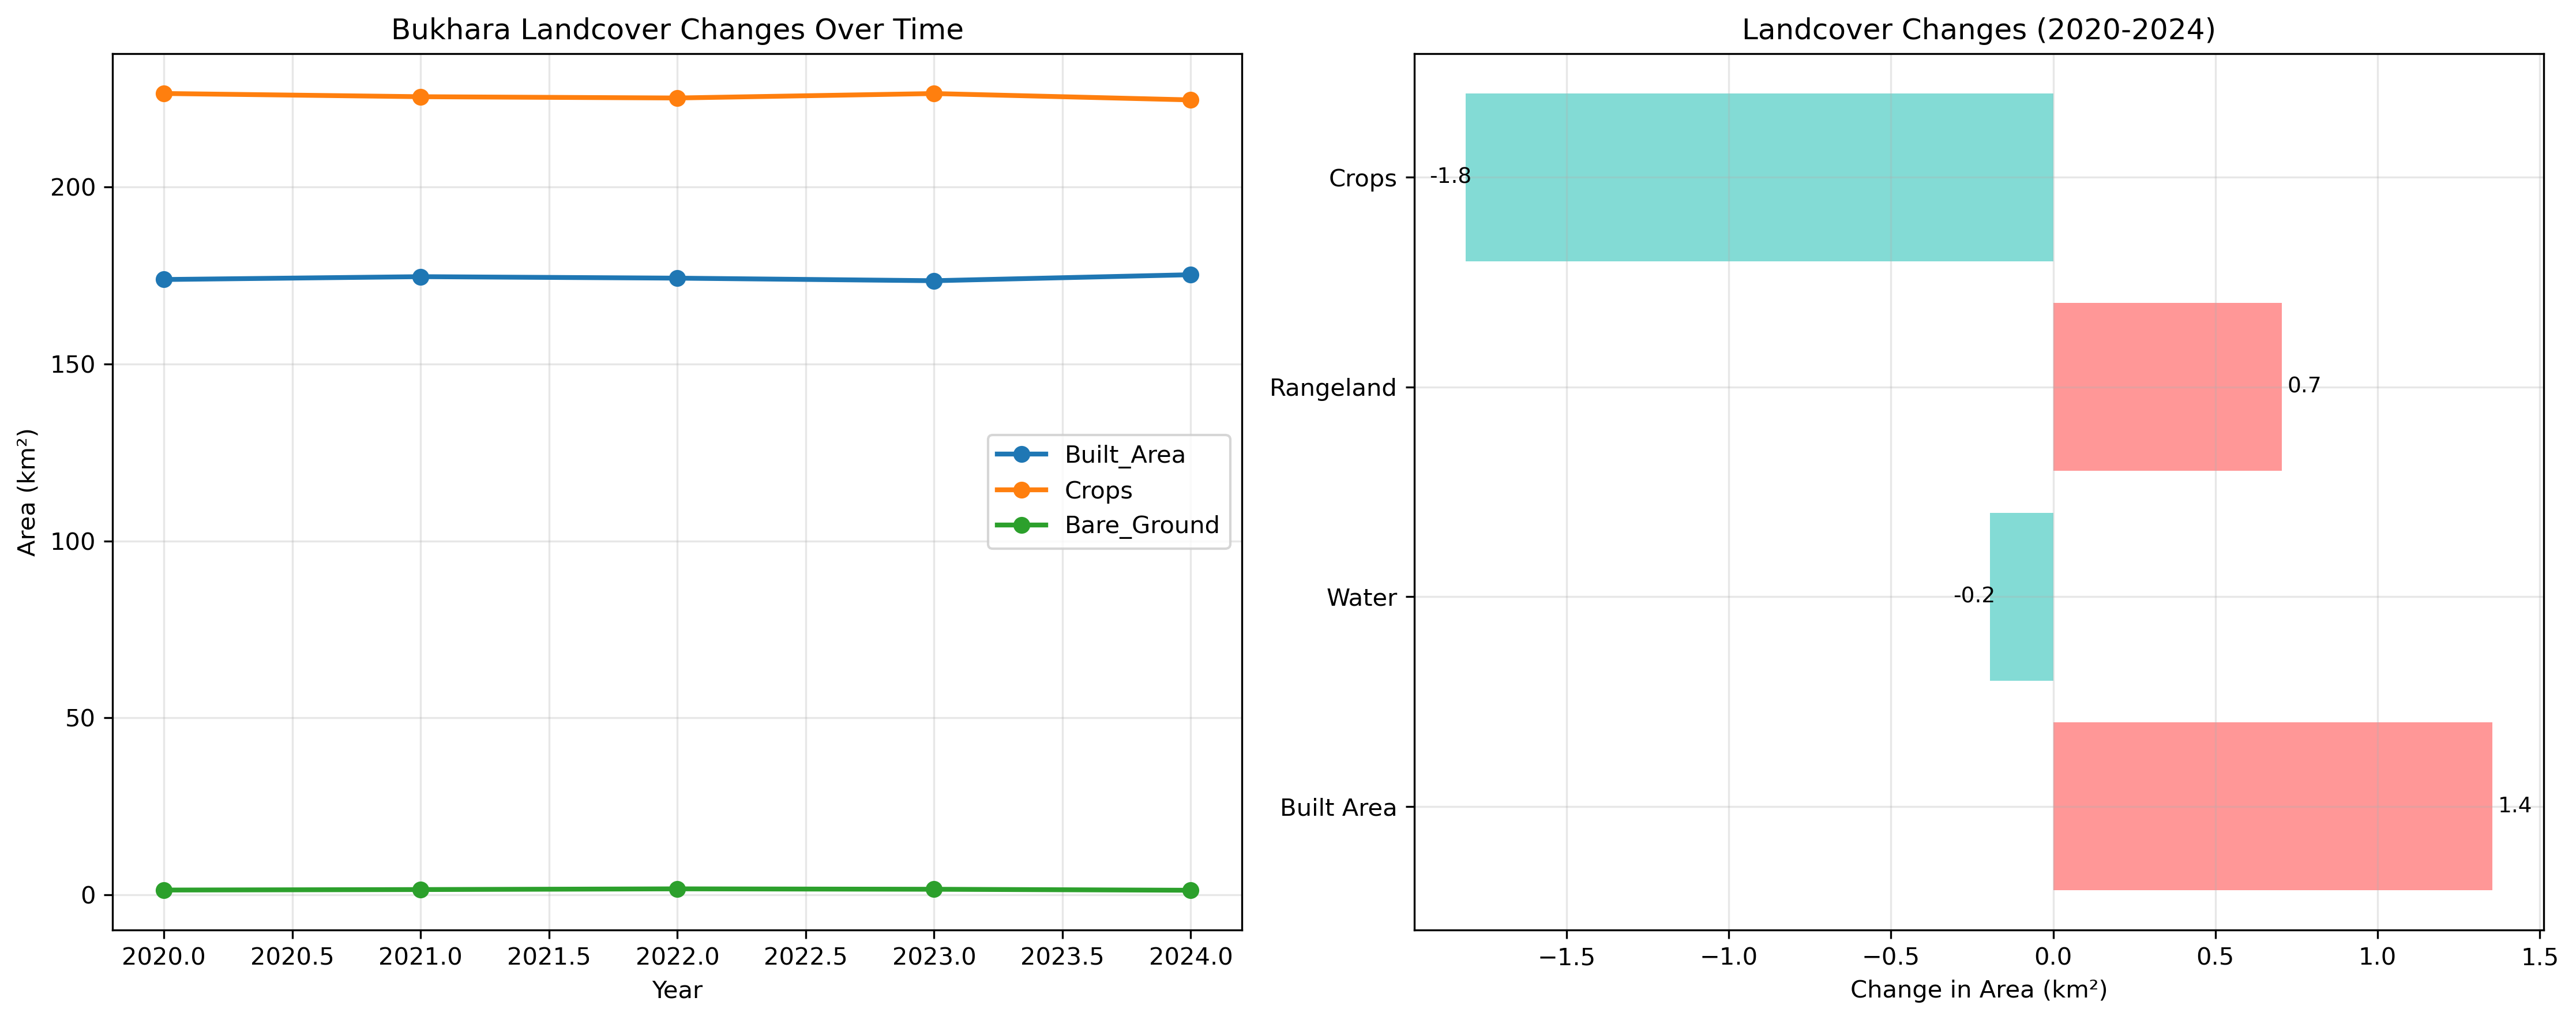 Bukhara Landcover Changes Over Time
Area (km²)
200
150
100
50
0
Built_Area
Crops
Bare_Ground
2020.0 2020.5 2021.0 2021.5 2022.0 2022.5 2023.0 2023.5 2024.0
Year
Landcover Changes (2020-2024)
Crops
-1.8
Rangeland
0.7
Water
-0.2
Built Area
1.4
−1.5 −1.0 −0.5 0.0 0.5 1.0 1.5
Change in Area (km²)